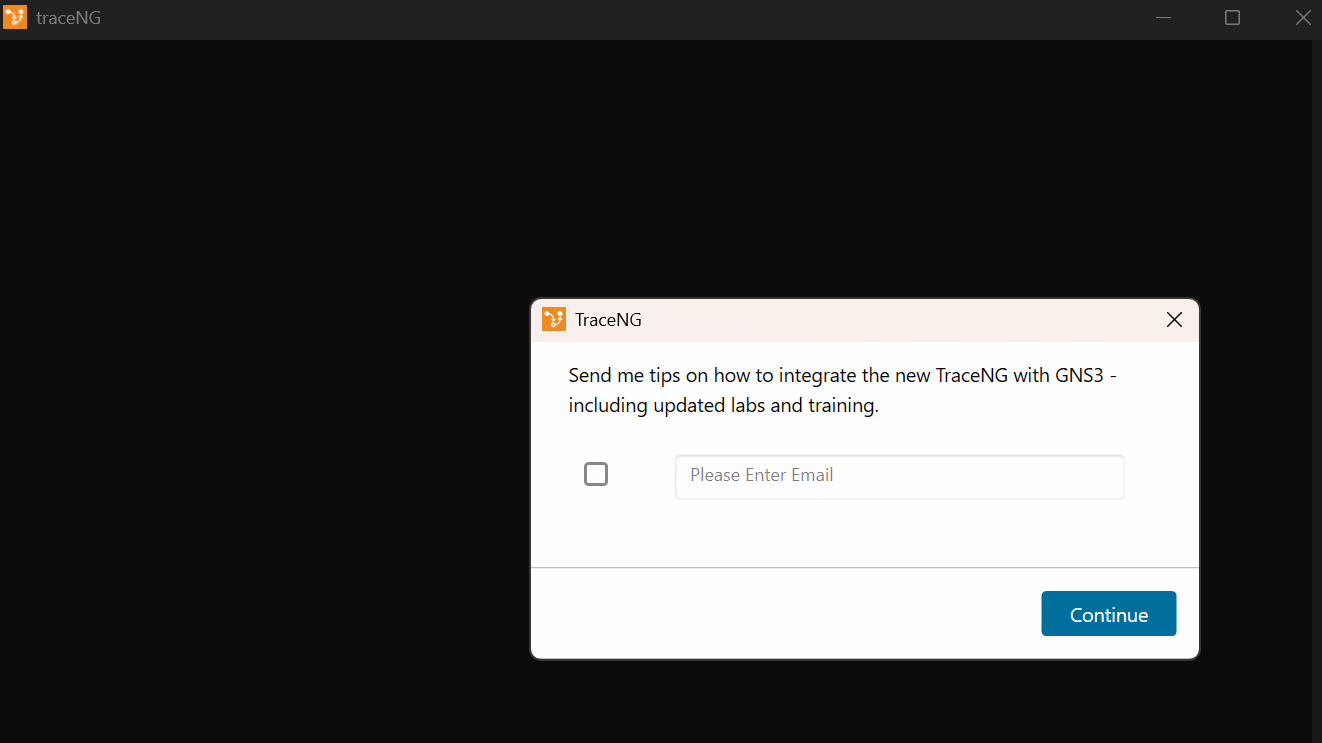 traceNG
TraceNG
Send me tips on how to integrate the new TraceNG with GNS3 -
including updated labs and training.
Please Enter Email
Continue